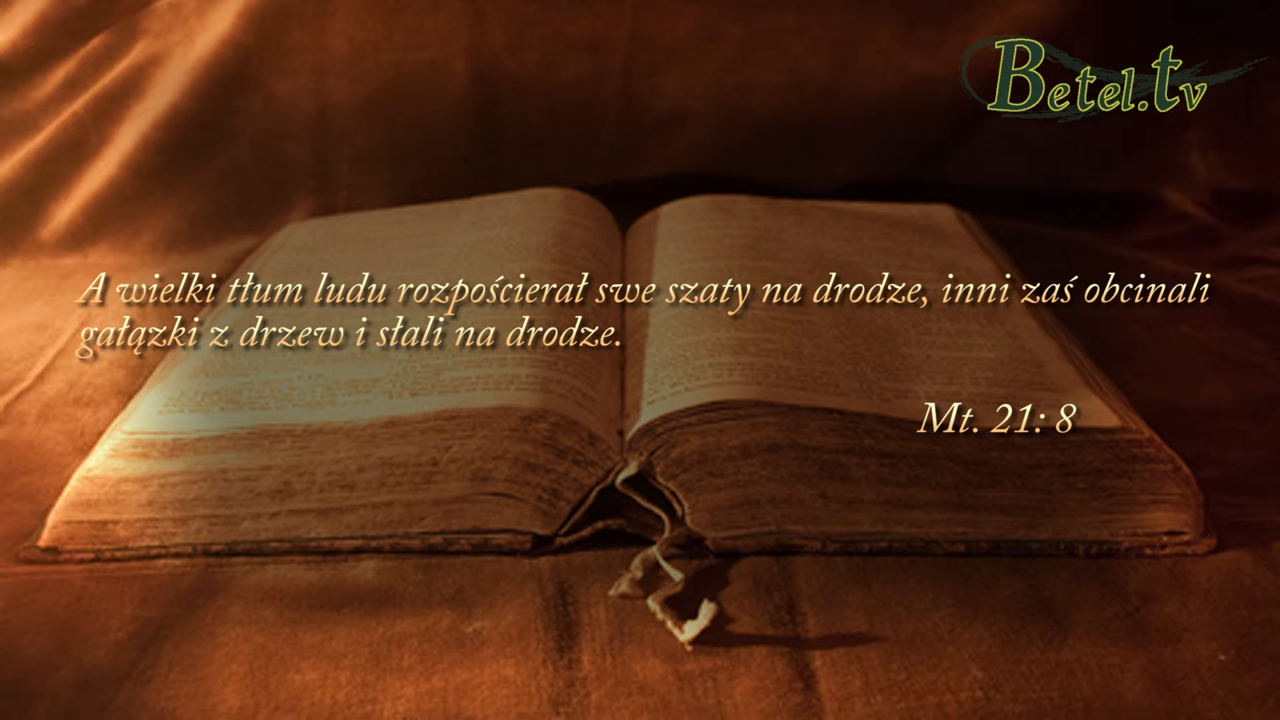 Betel.tv
A wielki tłum ludu rozpościerał swe szaty na drodze, inni zaś obcinali
gałązki z drzew i słali na drodze.
Mt. 21: 8